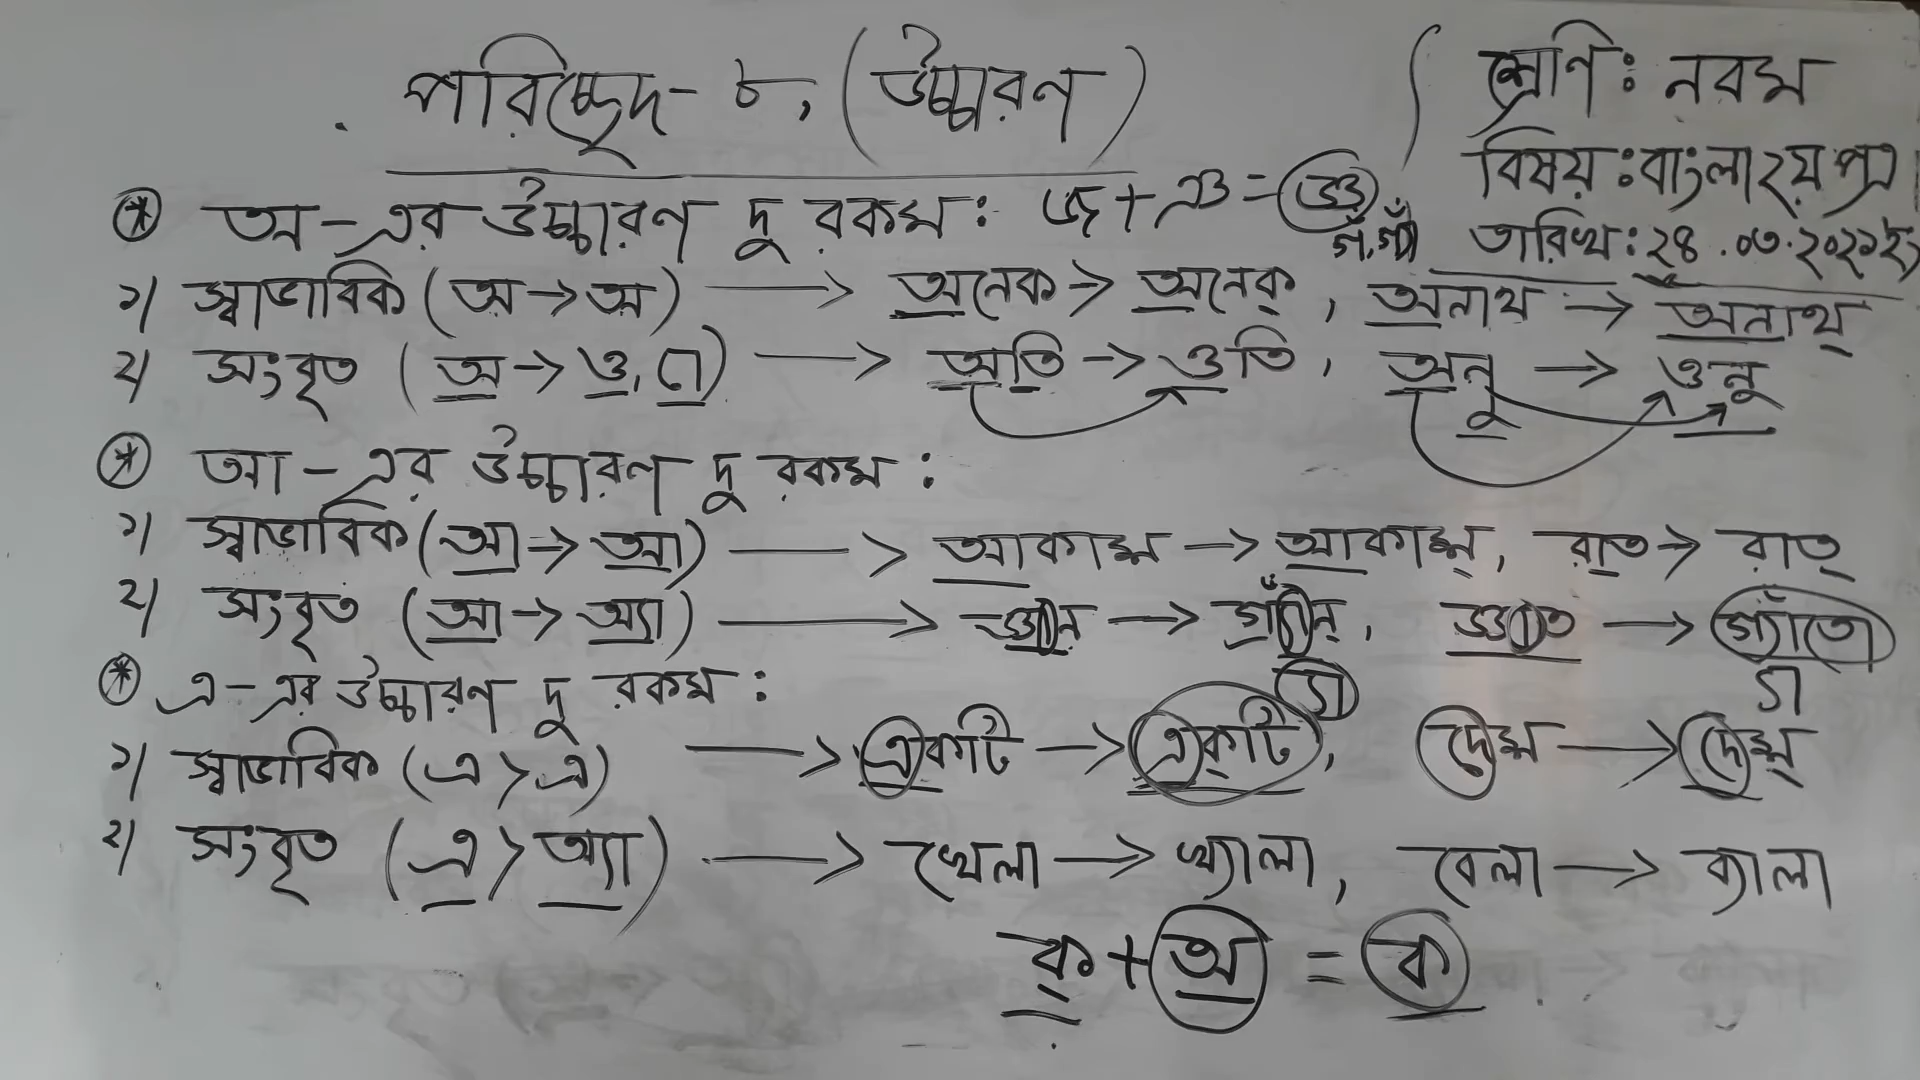 পরিচ্ছেদ- ৮, (উচ্চারণ)
শ্রেণি: নবম
বিষয়: বাংলা ২য় পত্র
তারিখ: ২৪.০৩.২০২১ইং
অ-এর উচ্চারণ দু রকম: জ+ঞ=জ্ঞ
গঁ, গ্যঁ
১) স্বাভাবিক (অ→অ) → অনেক→ অনেক্, অনাথ → অনাথ্
২) সংবৃত (অ→ ও, ো) → অতি → ওতি, অনু → ওনু
আ-এর উচ্চারণ দু রকম:
১) স্বাভাবিক (আ→ আ) → আকাশ → আকাশ্, রাত → রাত্
২) সংবৃত (আ→ অ্যা) → জ্ঞান → গ্যাঁন্, জ্ঞাত → গ্যাঁতো
এ-এর উচ্চারণ দু রকম:
১) স্বাভাবিক (এ > এ) → একটি → এক্‌টি, দেশ → দেশ্
২) সংবৃত (এ > অ্যা) → খেলা → খ্যালা, বেলা → ব্যালা
ক্ + অ = ক